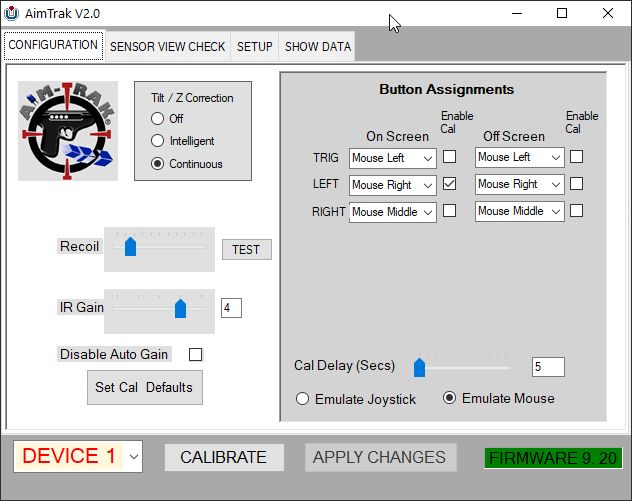 AimTrak V2.0
CONFIGURATION SENSOR VIEW CHECK SETUP SHOW DATA
AIM-TRAK ®
Tilt / Z Correction
Off
Intelligent
Continuous
Recoil
TEST
IR Gain
4
Disable Auto Gain
Set Cal Defaults
Button Assignments
On Screen Enable Cal Off Screen Enable Cal
TRIG Mouse Left Mouse Left
LEFT Mouse Right Mouse Right
RIGHT Mouse Middle Mouse Middle
Cal Delay (Secs) 5
Emulate Joystick Emulate Mouse
DEVICE 1 CALIBRATE APPLY CHANGES FIRMWARE 9. 20